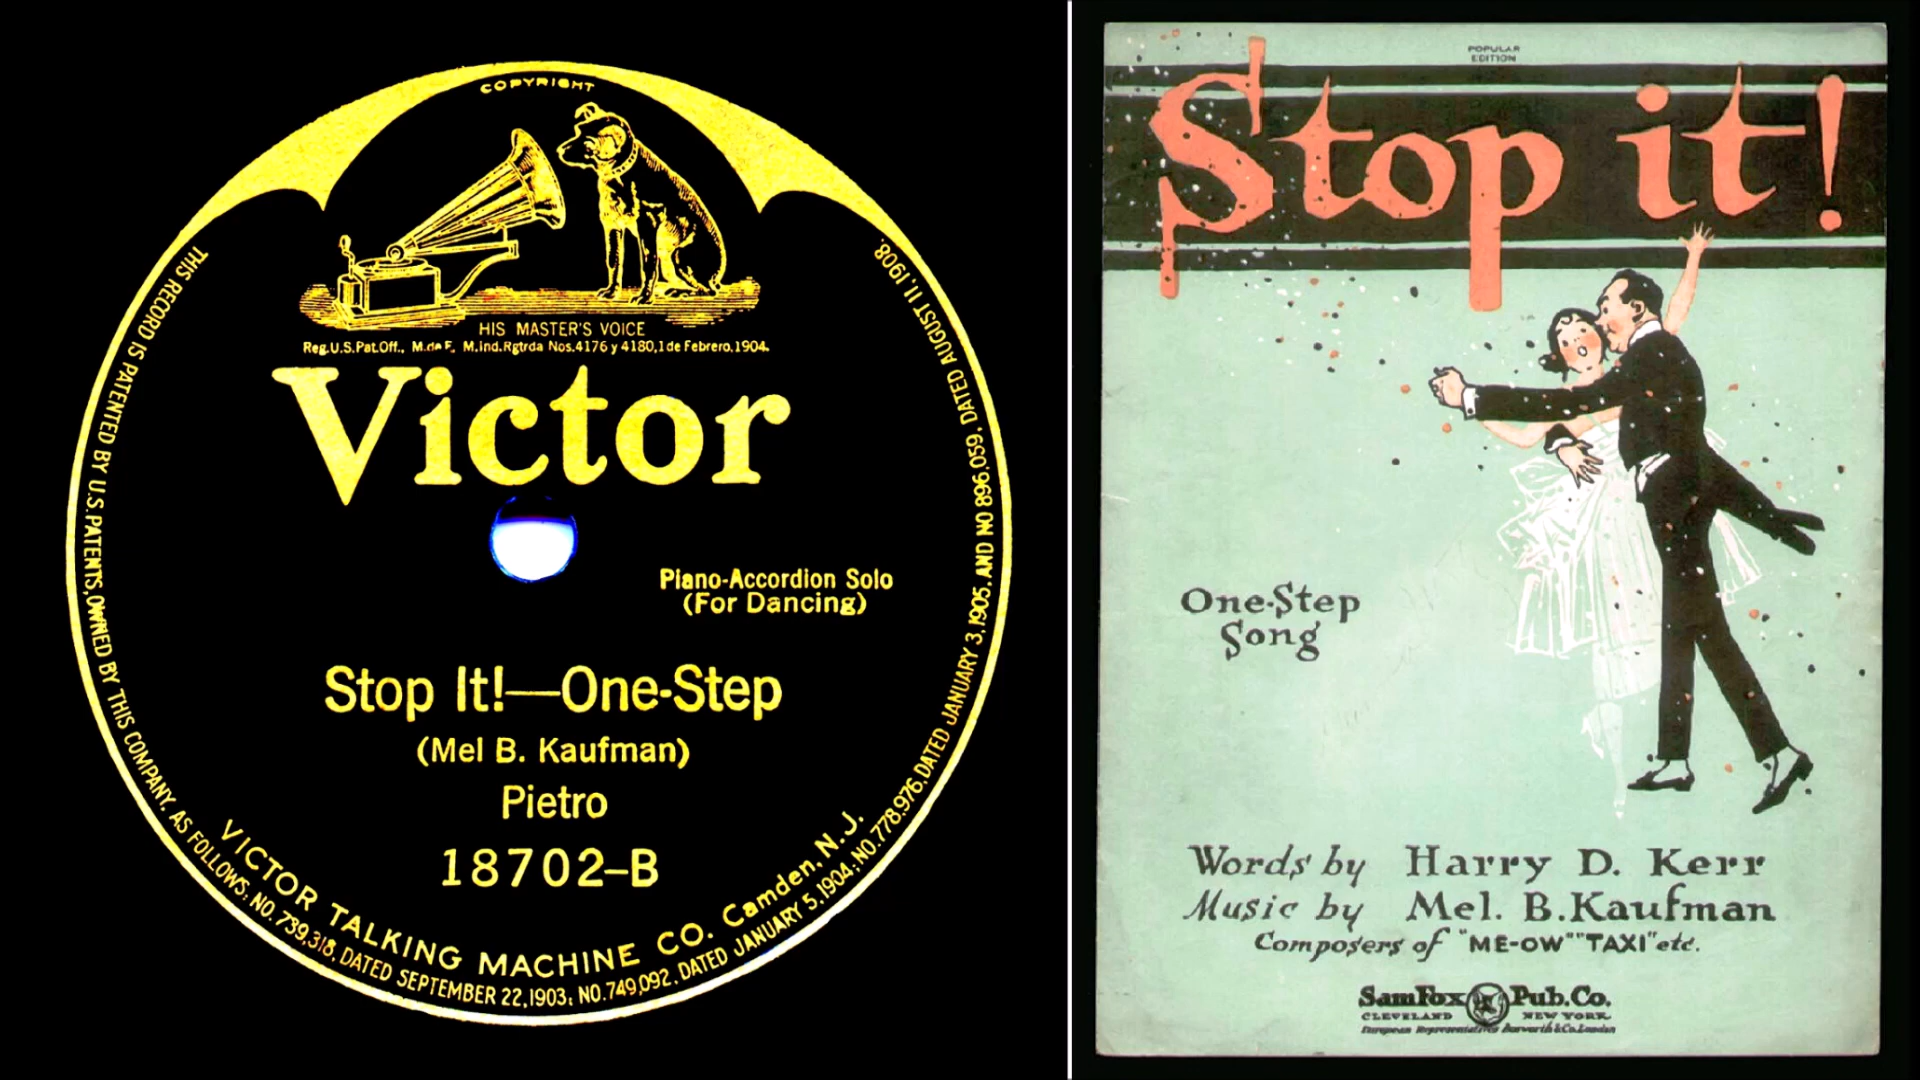 COPYRIGHT
HIS MASTER'S VOICE
Reg.U.S.Pat.Off., M.de F. M.Ind.Rgtrda Nos.4176 y 4180,1 de Febrero,1904.
Victor
Piano-Accordion Solo
(For Dancing)
Stop It!—One-Step
(Mel B. Kaufman)
Pietro
18702-B
VICTOR TALKING MACHINE CO. Camden, N.J.
THIS RECORD IS PATENTED BY U.S. PATENTS, OWNED BY THIS COMPANY, AS FOLLOWS: NO. 739,318, DATED SEPTEMBER 22,1903; NO.749,092, DATED JANUARY 5,1904; NO.778,976, DATED JANUARY 3,1905, AND NO 896,059, DATED AUGUST 11, 1908.
POPULAR
EDITION
Stop it!
One-Step
Song
Words by Harry D. Kerr
Music by Mel. B. Kaufman
Composers of "ME-OW" "TAXI" etc.
Sam Fox Pub. Co.
CLEVELAND NEW YORK
European Representatives Bosworth & Co. London